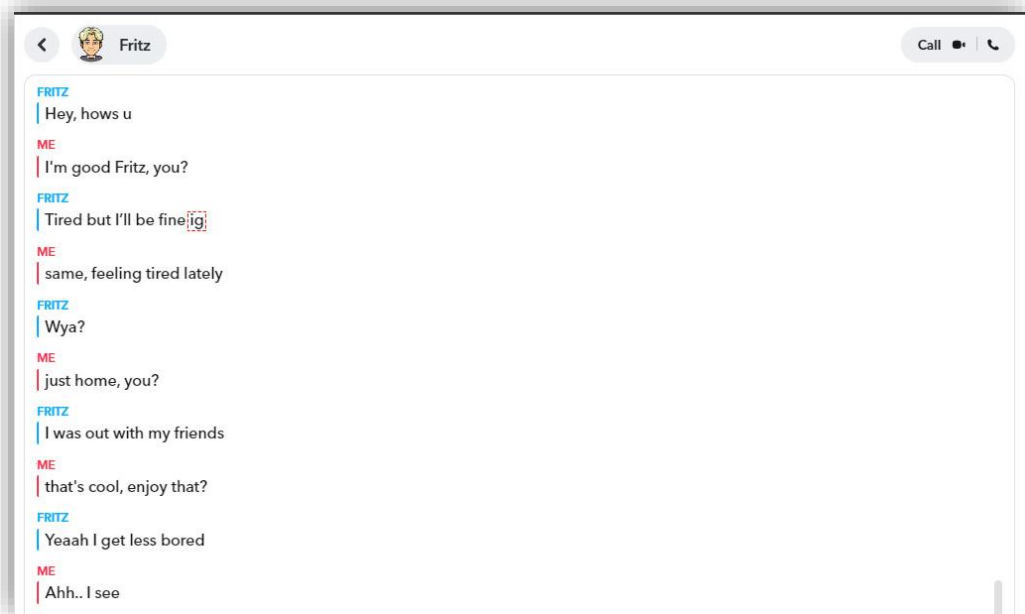 Fritz
Call
FRITZ
Hey, hows u
ME
I'm good Fritz, you?
FRITZ
Tired but I’ll be fine ig
ME
same, feeling tired lately
FRITZ
Wya?
ME
just home, you?
FRITZ
I was out with my friends
ME
that's cool, enjoy that?
FRITZ
Yeaah I get less bored
ME
Ahh.. I see